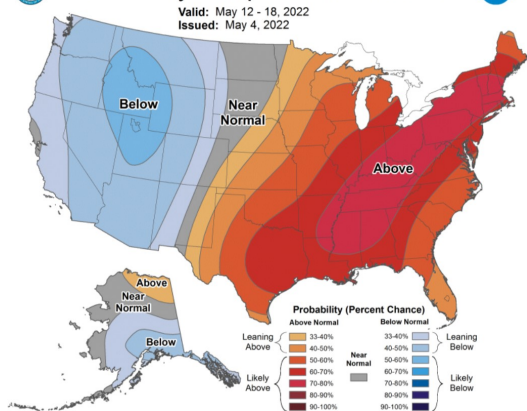 Valid: May 12 - 18, 2022
Issued: May 4, 2022
Below
Near
Normal
Above
Above
Near
Normal
Below
Probability (Percent Chance)
Above Normal
Below Normal
Leaning
Above
33-40%
40-50%
Likely
Above
50-60%
60-70%
70-80%
80-90%
90-100%
Near
Normal
33-40%
40-50%
Leaning
Below
50-60%
60-70%
70-80%
80-90%
90-100%
Likely
Below